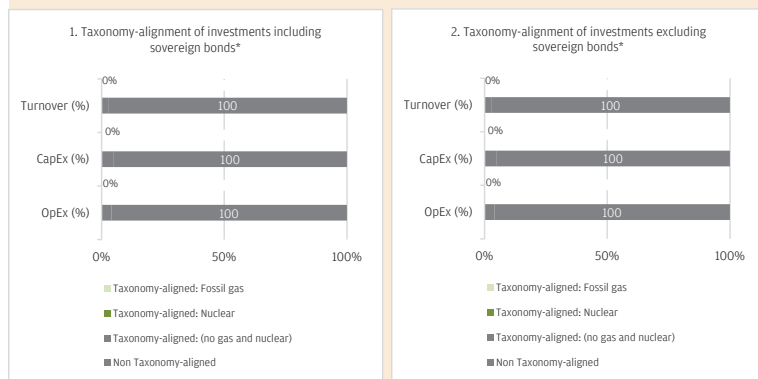 1. Taxonomy-alignment of investments including
sovereign bonds*
0%
Turnover (%)
100
0%
CapEx (%)
100
0%
OpEx (%)
100
0%
50%
100%
Taxonomy-aligned: Fossil gas
Taxonomy-aligned: Nuclear
Taxonomy-aligned: (no gas and nuclear)
Non Taxonomy-aligned
2. Taxonomy-alignment of investments excluding
sovereign bonds*
0%
Turnover (%)
100
0%
CapEx (%)
100
0%
OpEx (%)
100
0%
50%
100%
Taxonomy-aligned: Fossil gas
Taxonomy-aligned: Nuclear
Taxonomy-aligned: (no gas and nuclear)
Non Taxonomy-aligned